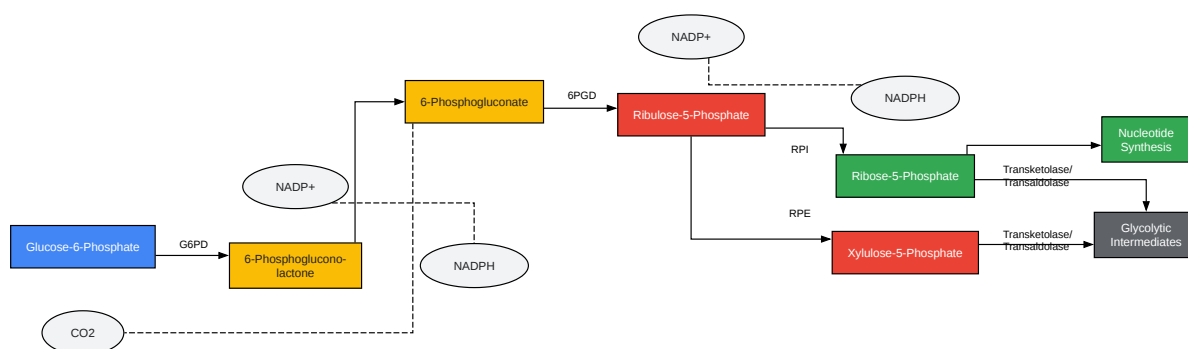 NADP+
NADPH
6-Phosphogluconate
6PGD
Ribulose-5-Phosphate
Nucleotide
Synthesis
RPI
Ribose-5-Phosphate
Transketolase/
Transaldolase
NADP+
RPE
Glycolytic
Intermediates
Glucose-6-Phosphate
G6PD
6-Phosphoglucono-
lactone
NADPH
Xylulose-5-Phosphate
Transketolase/
Transaldolase
CO2